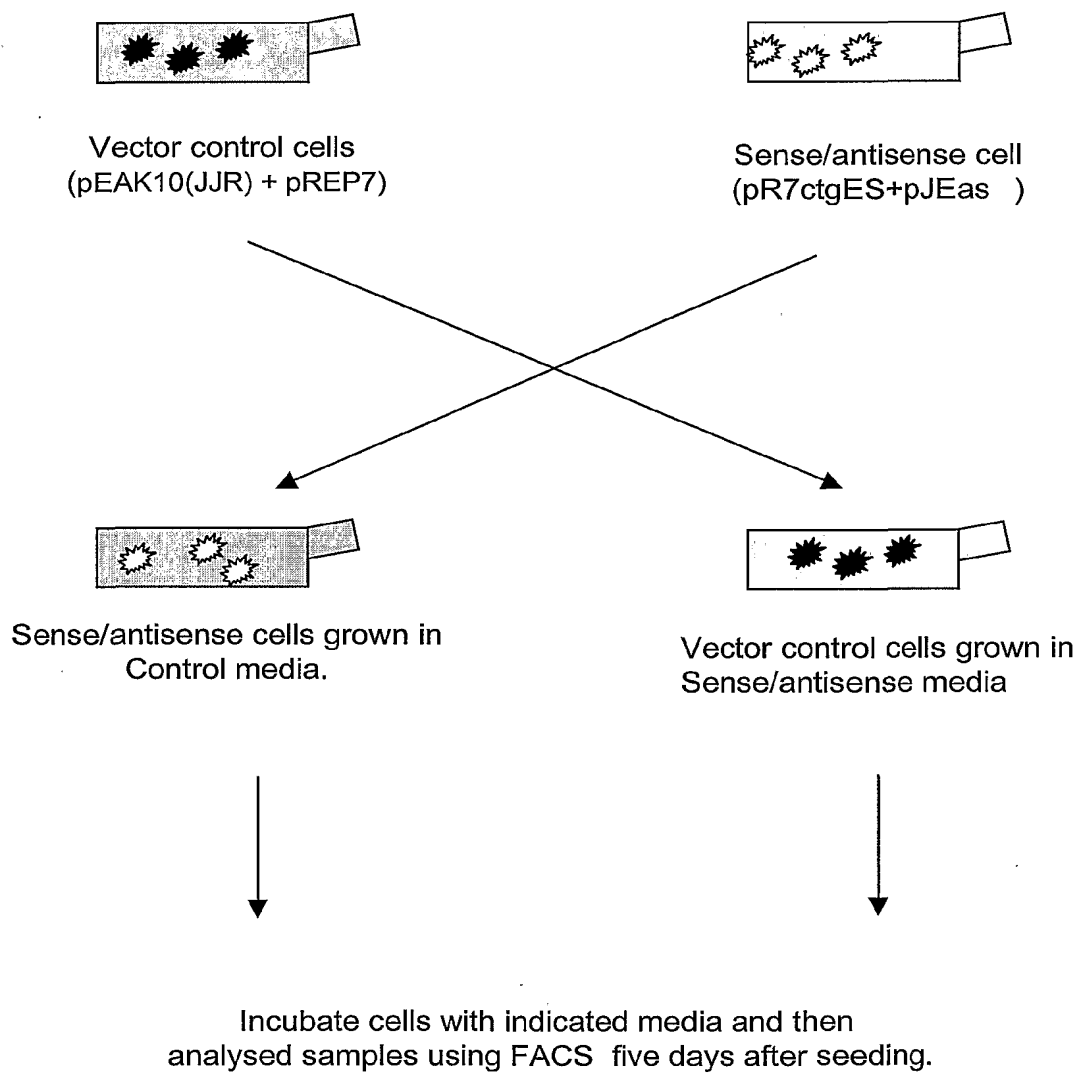 Vector control cells
(pEAK10(JJR) + pREP7)
Sense/antisense cell
(pR7ctgES+pJEas )
Sense/antisense cells grown in
Control media.
Vector control cells grown in
Sense/antisense media
Incubate cells with indicated media and then
analysed samples using FACS five days after seeding.